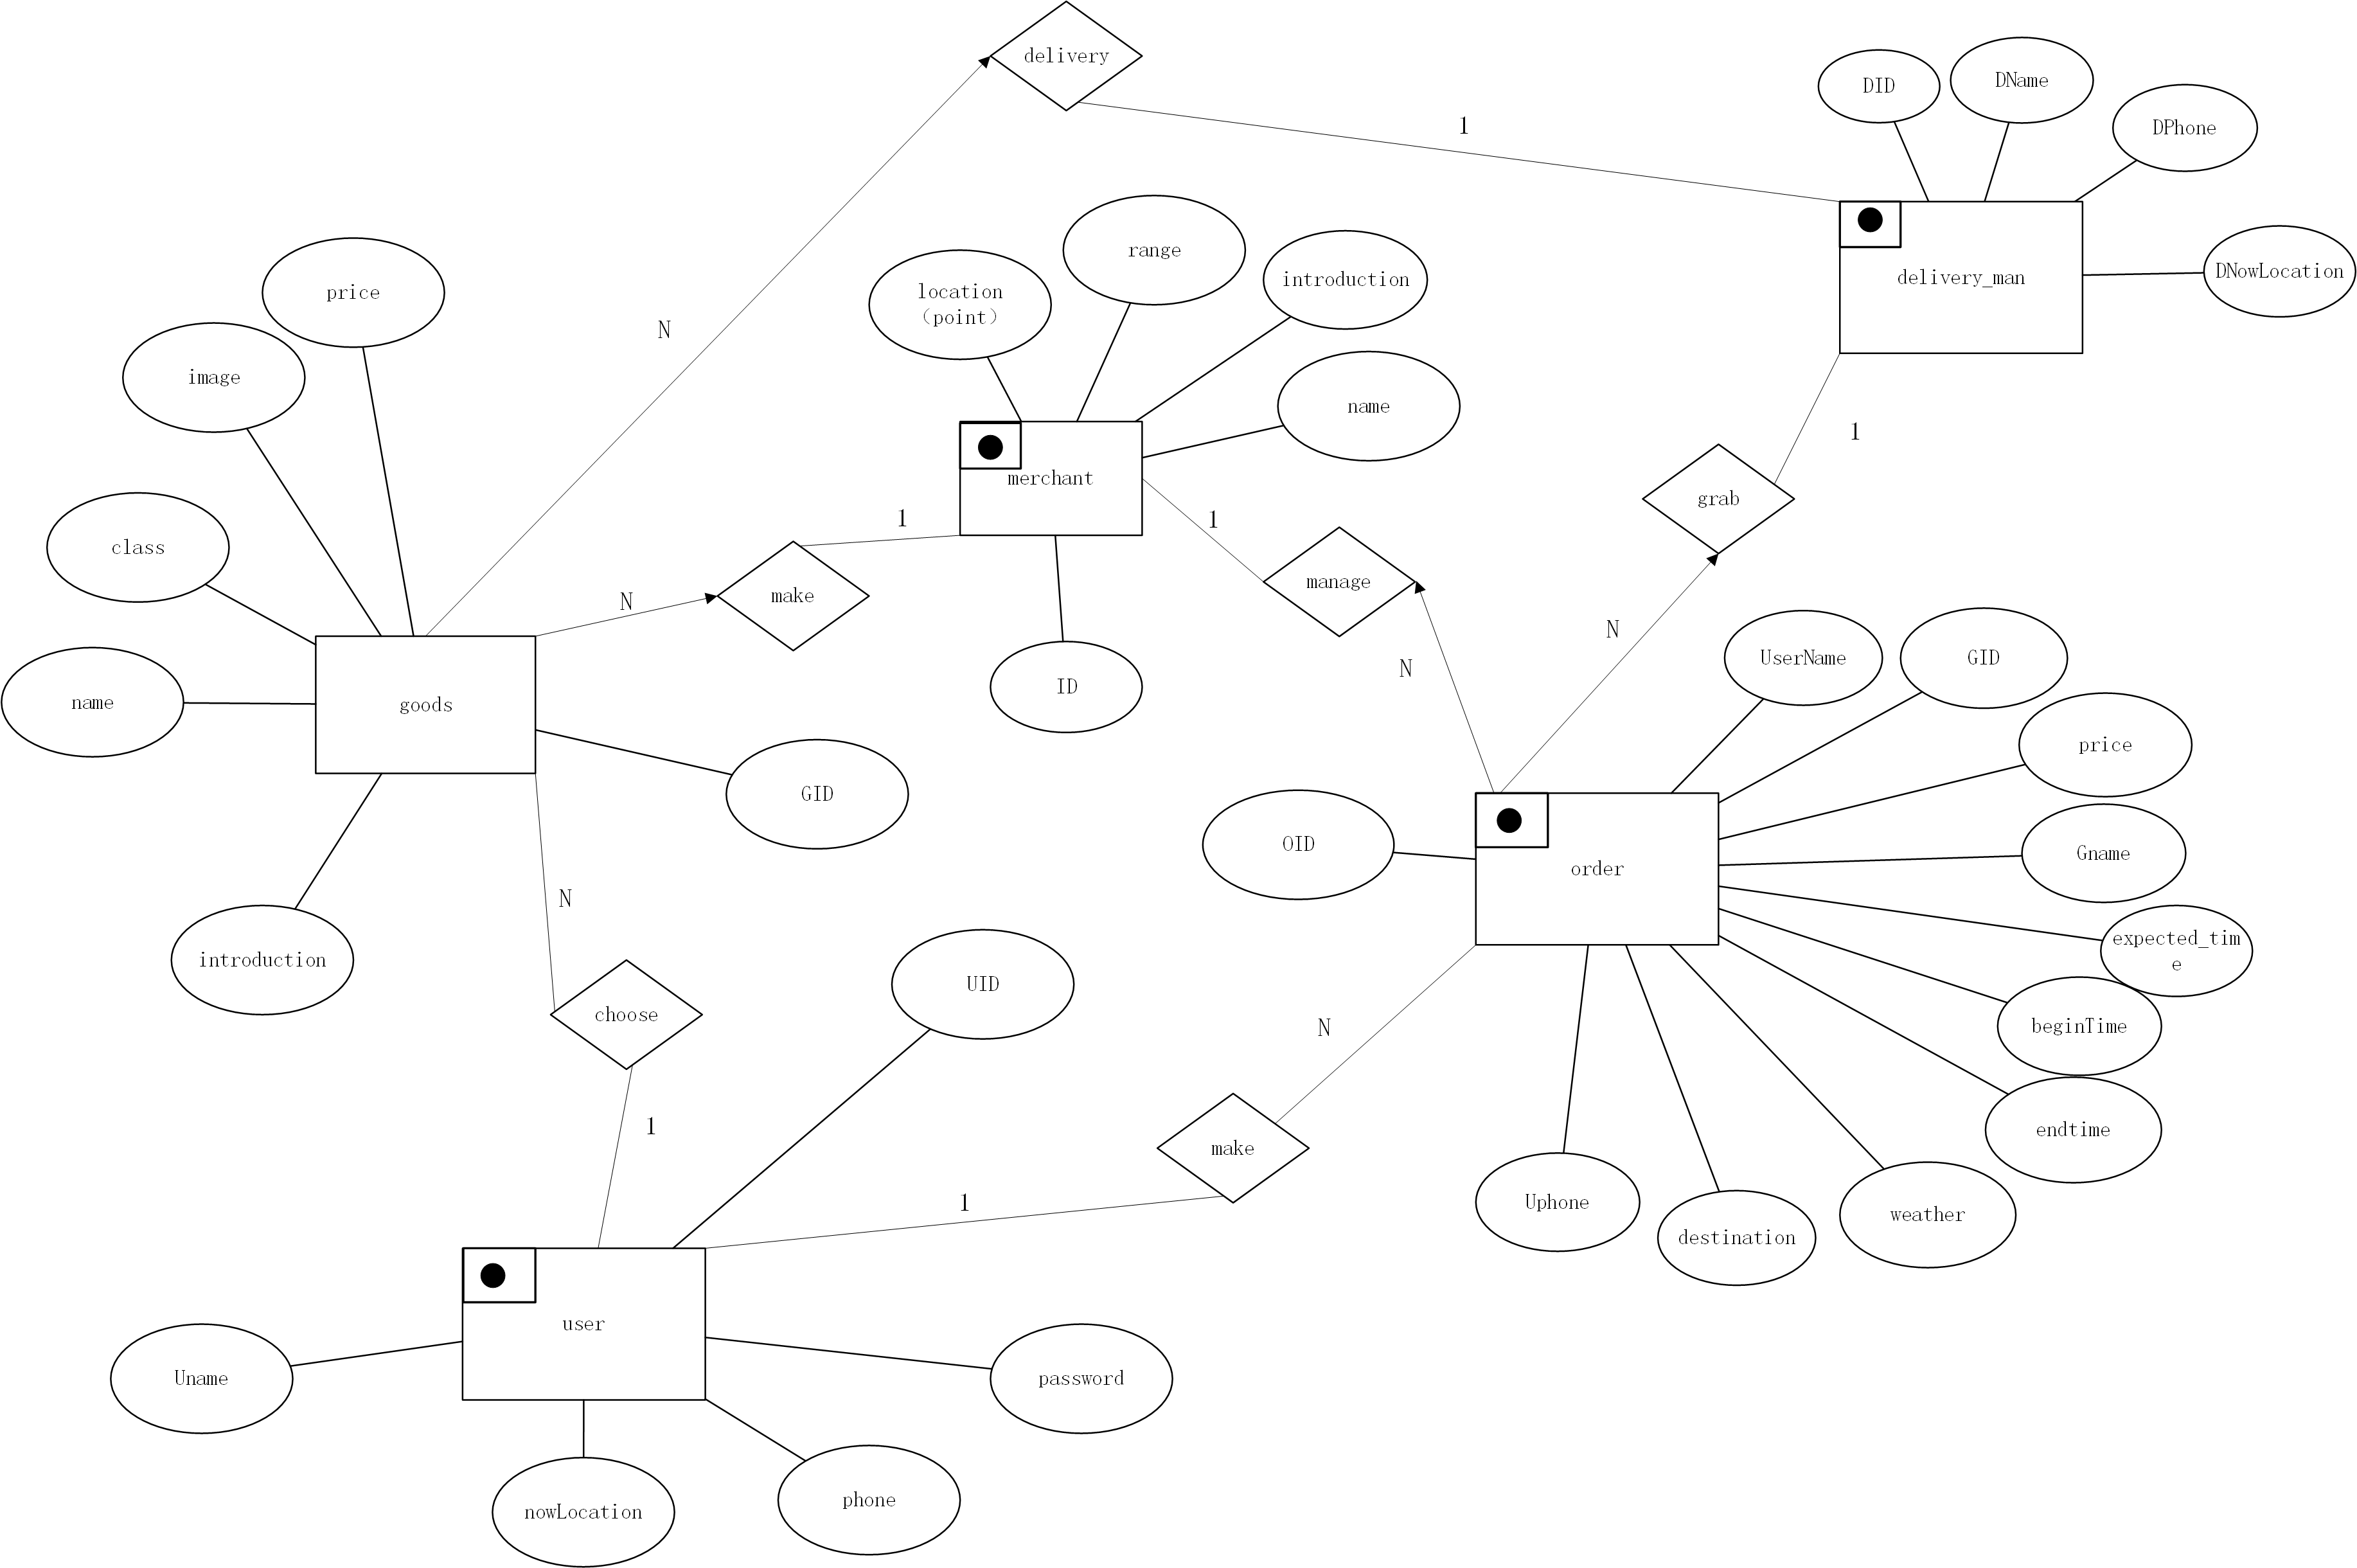 delivery
DID
DName
DPhone
1
delivery_man
DNowLocation
range
introduction
location
（point）
price
N
image
name
merchant
1
grab
1
1
class
manage
make
N
N
N
UserName
GID
ID
name
goods
price
GID
OID
order
Gname
N
expected_tim
e
introduction
UID
choose
beginTime
N
1
endtime
make
1
Uphone
destination
weather
user
Uname
password
nowLocation
phone